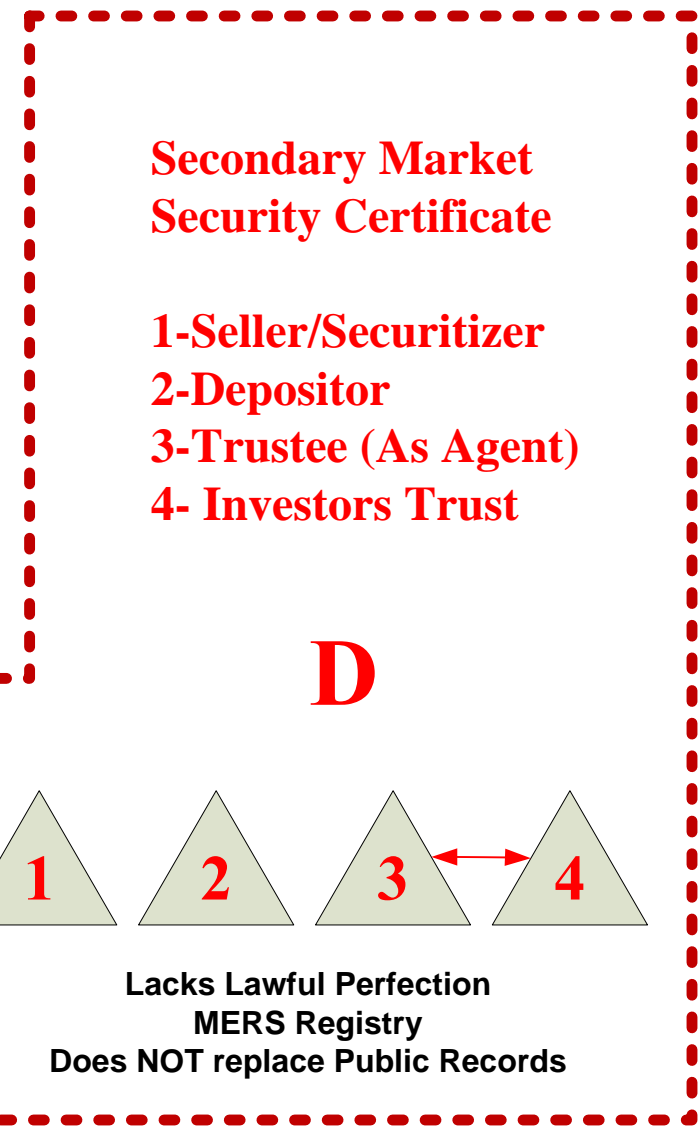 Secondary Market
Security Certificate
1-Seller/Securitizer
2-Depositor
3-Trustee (As Agent)
4- Investors Trust
D
1 2 3 4
Lacks Lawful Perfection
MERS Registry
Does NOT replace Public Records